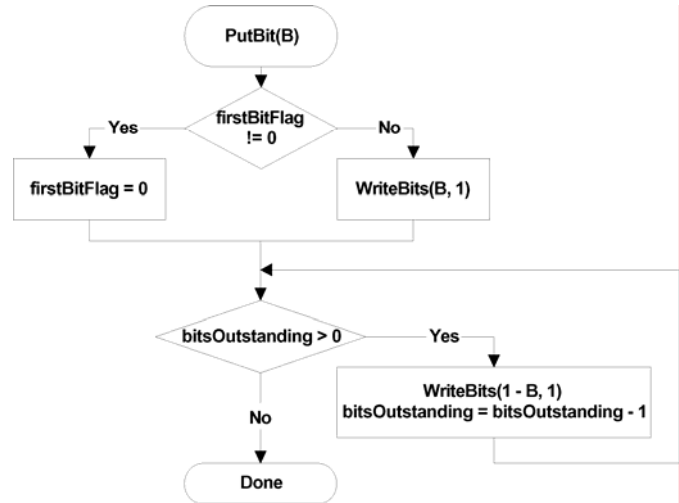 PutBit(B)
firstBitFlag
!= 0
Yes
No
firstBitFlag = 0
WriteBits(B, 1)
bitsOutstanding > 0
Yes
WriteBits(1 - B, 1)
bitsOutstanding = bitsOutstanding - 1
No
Done